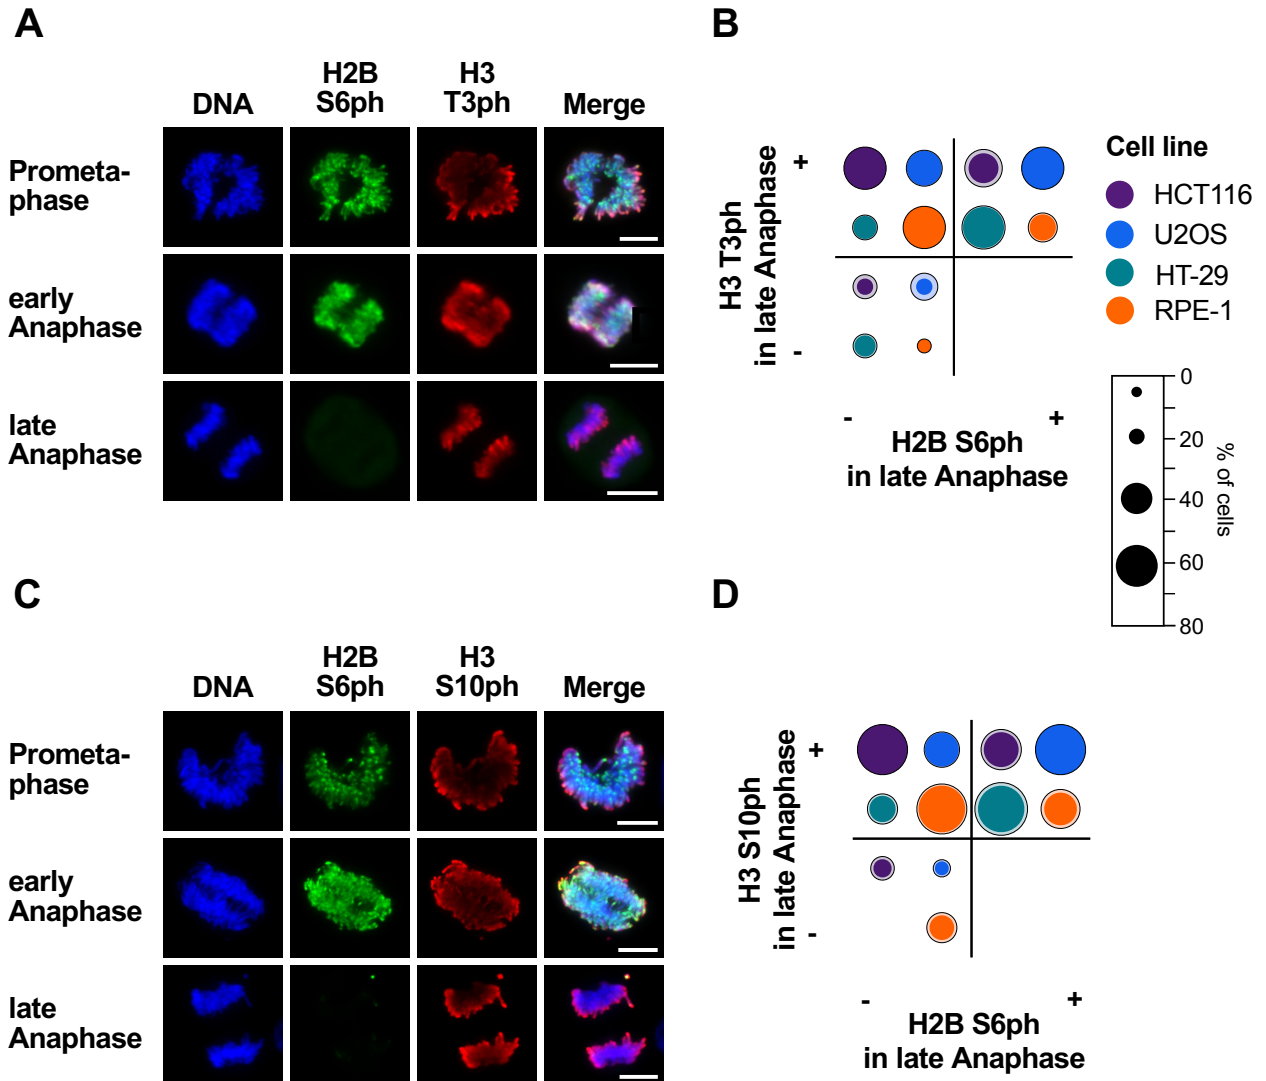 A
DNA
H2B
S6ph
H3
T3ph
Merge
Prometa-
phase
early
Anaphase
late
Anaphase
B
H3 T3ph
in late Anaphase
+
-
-
+
H2B S6ph
in late Anaphase
Cell line
HCT116
U2OS
HT-29
RPE-1
0
20
40
60
80
% of cells
C
DNA
H2B
S6ph
H3
S10ph
Merge
Prometa-
phase
early
Anaphase
late
Anaphase
D
H3 S10ph
in late Anaphase
+
-
-
+
H2B S6ph
in late Anaphase